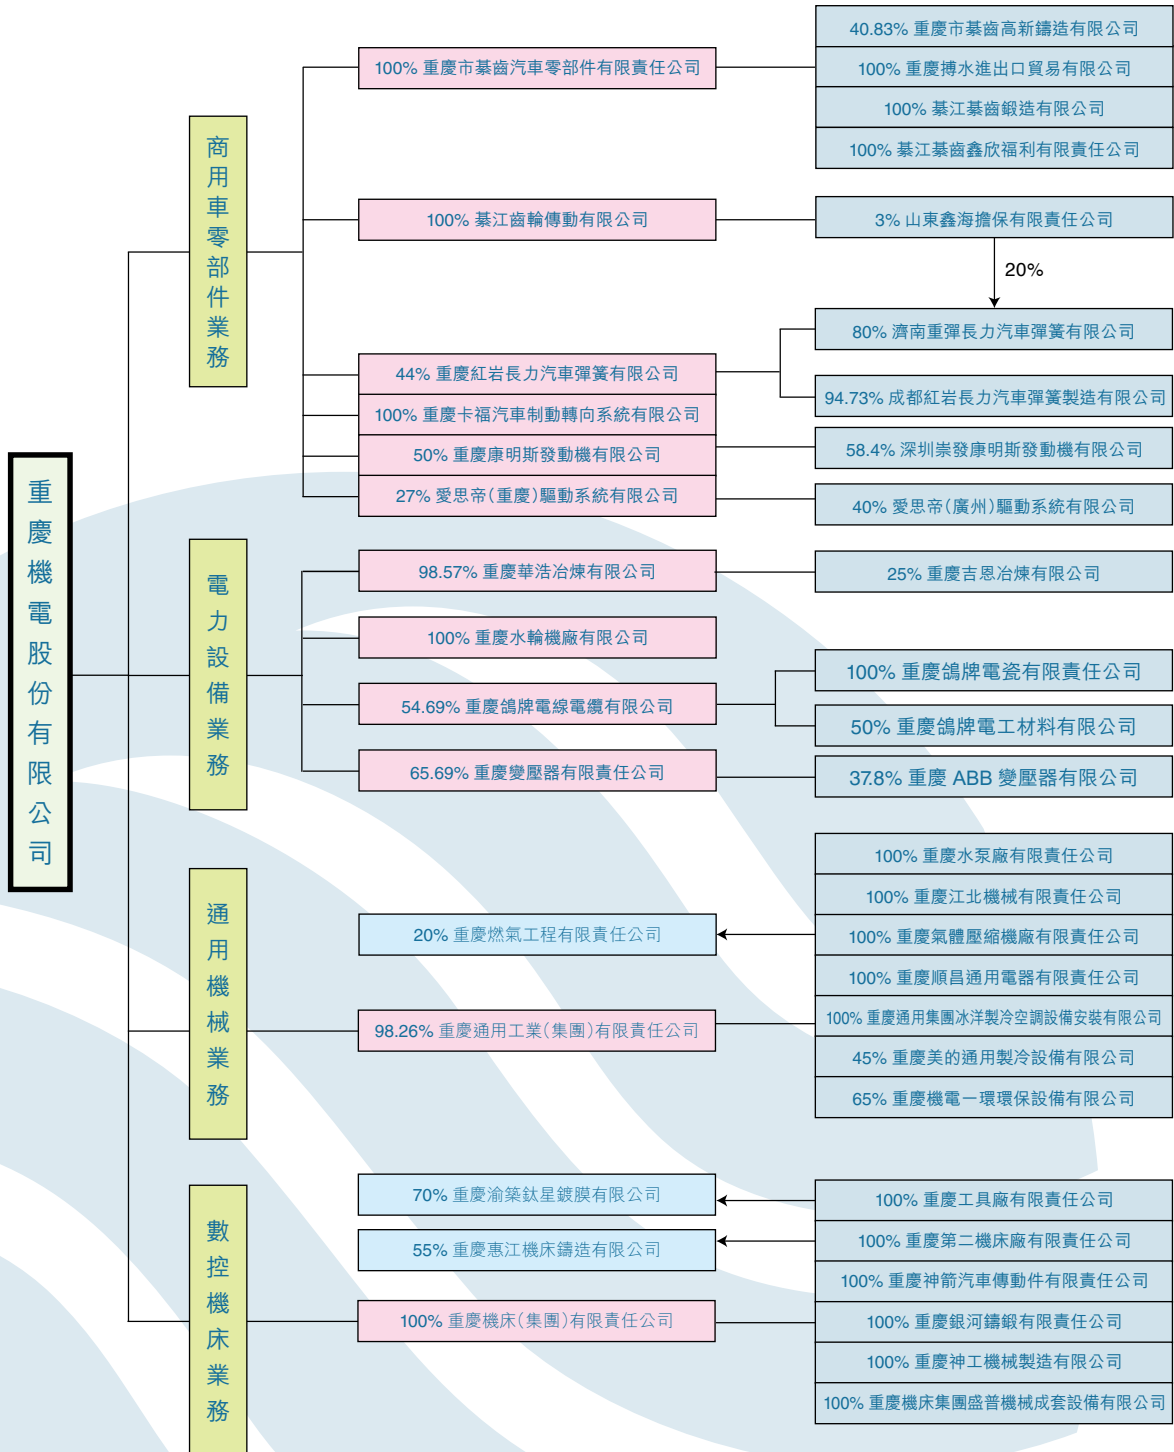 重慶機電股份有限公司
商用車零部件業務
100% 重慶市綦齒汽車零部件有限責任公司
40.83% 重慶市綦齒高新鑄造有限公司
100% 重慶搏水進出口貿易有限公司
100% 綦江綦齒鍛造有限公司
100% 綦江綦齒鑫欣福利有限責任公司
100% 綦江齒輪傳動有限公司
3% 山東鑫海擔保有限責任公司
20%
44% 重慶紅岩長力汽車彈簧有限公司
80% 濟南重彈長力汽車彈簧有限公司
94.73% 成都紅岩長力汽車彈簧製造有限公司
100% 重慶卡福汽車制動轉向系統有限公司
50% 重慶康明斯發動機有限公司
58.4% 深圳崇發康明斯發動機有限公司
27% 愛思帝(重慶)驅動系統有限公司
40% 愛思帝(廣州)驅動系統有限公司
電力設備業務
98.57% 重慶華浩冶煉有限公司
25% 重慶吉恩冶煉有限公司
100% 重慶水輪機廠有限公司
54.69% 重慶鴿牌電線電纜有限公司
100% 重慶鴿牌電瓷有限責任公司
50% 重慶鴿牌電工材料有限公司
65.69% 重慶變壓器有限責任公司
37.8% 重慶 ABB 變壓器有限公司
通用機械業務
20% 重慶燃氣工程有限責任公司
98.26% 重慶通用工業(集團)有限責任公司
100% 重慶水泵廠有限責任公司
100% 重慶江北機械有限責任公司
100% 重慶氣體壓縮機廠有限責任公司
100% 重慶順昌通用電器有限責任公司
100% 重慶通用集團冰洋製冷空調設備安裝有限公司
45% 重慶美的通用製冷設備有限公司
65% 重慶機電一環環保設備有限公司
數控機床業務
70% 重慶渝築鈦星鍍膜有限公司
55% 重慶惠江機床鑄造有限公司
100% 重慶機床(集團)有限責任公司
100% 重慶工具廠有限責任公司
100% 重慶第二機床廠有限責任公司
100% 重慶神箭汽車傳動件有限責任公司
100% 重慶銀河鑄鍛有限責任公司
100% 重慶神工機械製造有限公司
100% 重慶機床集團盛普機械成套設備有限公司